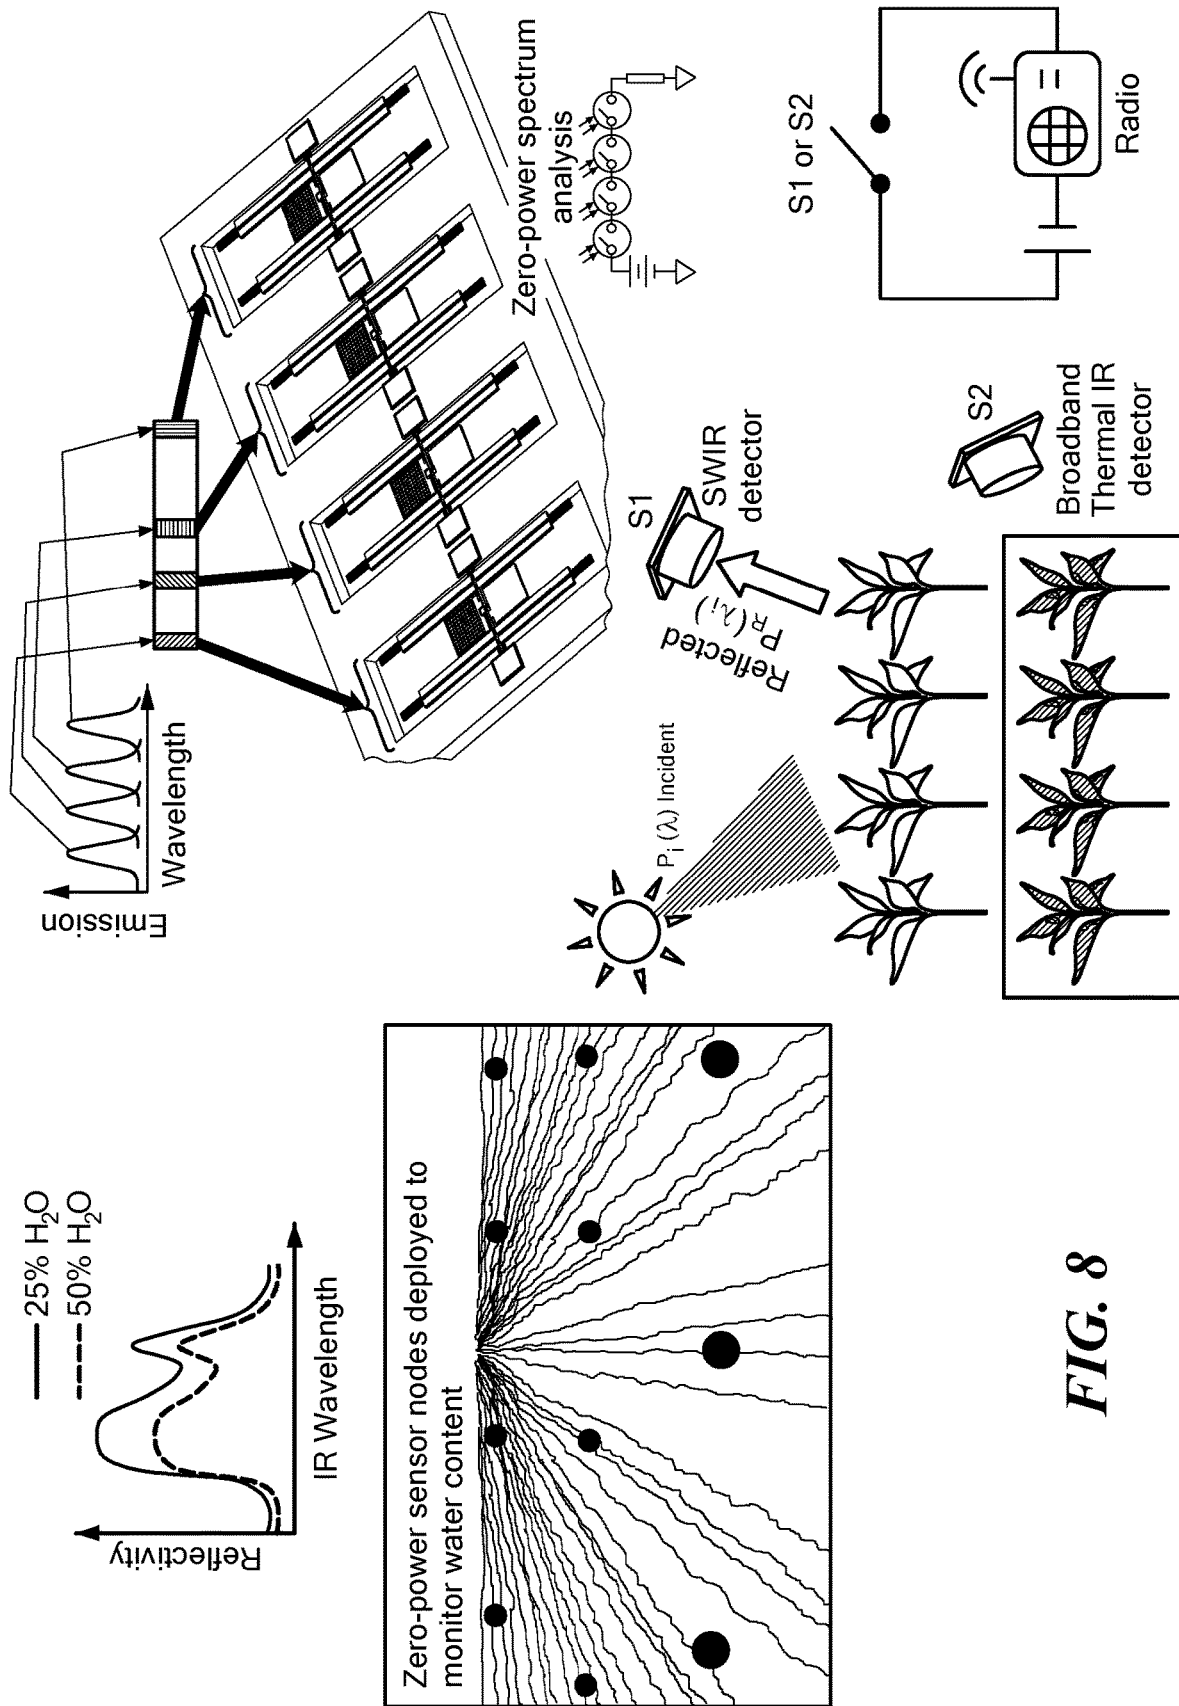 Reflectivity
25% H₂O
50% H₂O
IR Wavelength
Emission
Wavelength
Zero-power spectrum
analysis
Zero-power sensor nodes deployed to
monitor water content
Pᵢ (λ) Incident
Reflected
P_R(λᵢ)
S1
SWIR
detector
S2
Broadband
Thermal IR
detector
S1 or S2
Radio
FIG. 8